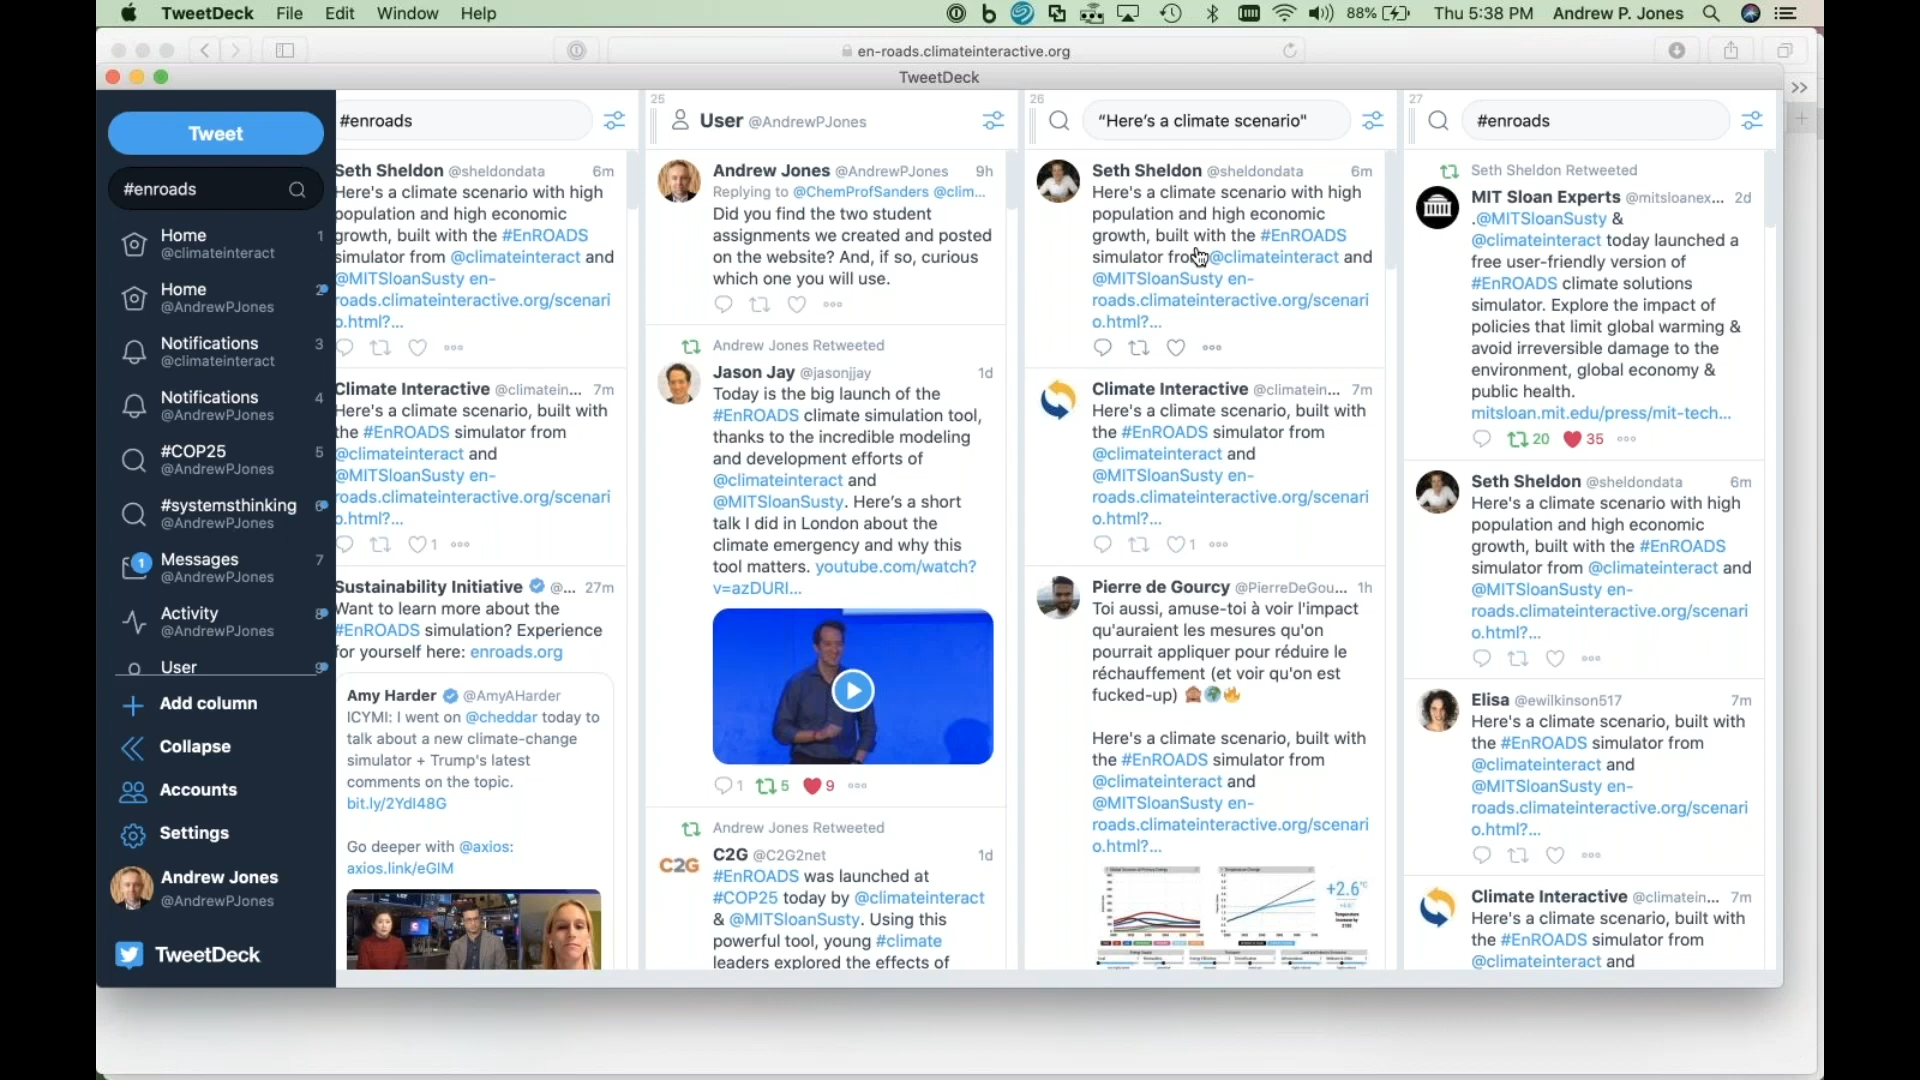 TweetDeck File Edit Window Help
88% Thu 5:38 PM Andrew P. Jones
en-roads.climateinteractive.org
TweetDeck
Tweet
#enroads
Home 1
@climateinteract
Home 2
@AndrewPJones
Notifications 3
@climateinteract
Notifications 4
@AndrewPJones
#COP25 5
@AndrewPJones
#systemsthinking 6
@AndrewPJones
1 Messages 7
@AndrewPJones
Activity 8
@AndrewPJones
User 9
Add column
Collapse
Accounts
Settings
Andrew Jones
@AndrewPJones
TweetDeck
#enroads
Seth Sheldon @sheldondata 6m
Here's a climate scenario with high
population and high economic
growth, built with the #EnROADS
simulator from @climateinteract and
@MITSloanSusty en-
roads.climateinteractive.org/scenari
o.html?...
Climate Interactive @climatein... 7m
Here's a climate scenario, built with
the #EnROADS simulator from
@climateinteract and
@MITSloanSusty en-
roads.climateinteractive.org/scenari
o.html?...
1
Sustainability Initiative @... 27m
Want to learn more about the
#EnROADS simulation? Experience
for yourself here: enroads.org
Amy Harder @AmyAHarder
ICYMI: I went on @cheddar today to
talk about a new climate-change
simulator + Trump's latest
comments on the topic.
bit.ly/2YdI48G
Go deeper with @axios:
axios.link/eGIM
25
User @AndrewPJones
Andrew Jones @AndrewPJones 9h
Replying to @ChemProfSanders @clim...
Did you find the two student
assignments we created and posted
on the website? And, if so, curious
which one you will use.
Andrew Jones Retweeted
Jason Jay @jasonjjay 1d
Today is the big launch of the
#EnROADS climate simulation tool,
thanks to the incredible modeling
and development efforts of
@climateinteract and
@MITSloanSusty. Here's a short
talk I did in London about the
climate emergency and why this
tool matters. youtube.com/watch?
v=azDURI...
1 5 9
Andrew Jones Retweeted
C2G
C2G @C2G2net 1d
#EnROADS was launched at
#COP25 today by @climateinteract
& @MITSloanSusty. Using this
powerful tool, young #climate
leaders explored the effects of
26
"Here's a climate scenario"
Seth Sheldon @sheldondata 6m
Here's a climate scenario with high
population and high economic
growth, built with the #EnROADS
simulator from @climateinteract and
@MITSloanSusty en-
roads.climateinteractive.org/scenari
o.html?...
Climate Interactive @climatein... 7m
Here's a climate scenario, built with
the #EnROADS simulator from
@climateinteract and
@MITSloanSusty en-
roads.climateinteractive.org/scenari
o.html?...
1
Pierre de Gourcy @PierreDeGou... 1h
Toi aussi, amuse-toi à voir l'impact
qu'auraient les mesures qu'on
pourrait appliquer pour réduire le
réchauffement (et voir qu'on est
fucked-up) 🙈🌍🔥
Here's a climate scenario, built with
the #EnROADS simulator from
@climateinteract and
@MITSloanSusty en-
roads.climateinteractive.org/scenari
o.html?...
+2.6°C
27
#enroads
Seth Sheldon Retweeted
MIT Sloan Experts @mitsloanex... 2d
.@MITSloanSusty &
@climateinteract today launched a
free user-friendly version of
#EnROADS climate solutions
simulator. Explore the impact of
policies that limit global warming &
avoid irreversible damage to the
environment, global economy &
public health.
mitsloan.mit.edu/press/mit-tech...
20 35
Seth Sheldon @sheldondata 6m
Here's a climate scenario with high
population and high economic
growth, built with the #EnROADS
simulator from @climateinteract and
@MITSloanSusty en-
roads.climateinteractive.org/scenari
o.html?...
Elisa @ewilkinson517 7m
Here's a climate scenario, built with
the #EnROADS simulator from
@climateinteract and
@MITSloanSusty en-
roads.climateinteractive.org/scenari
o.html?...
Climate Interactive @climatein... 7m
Here's a climate scenario, built with
the #EnROADS simulator from
@climateinteract and